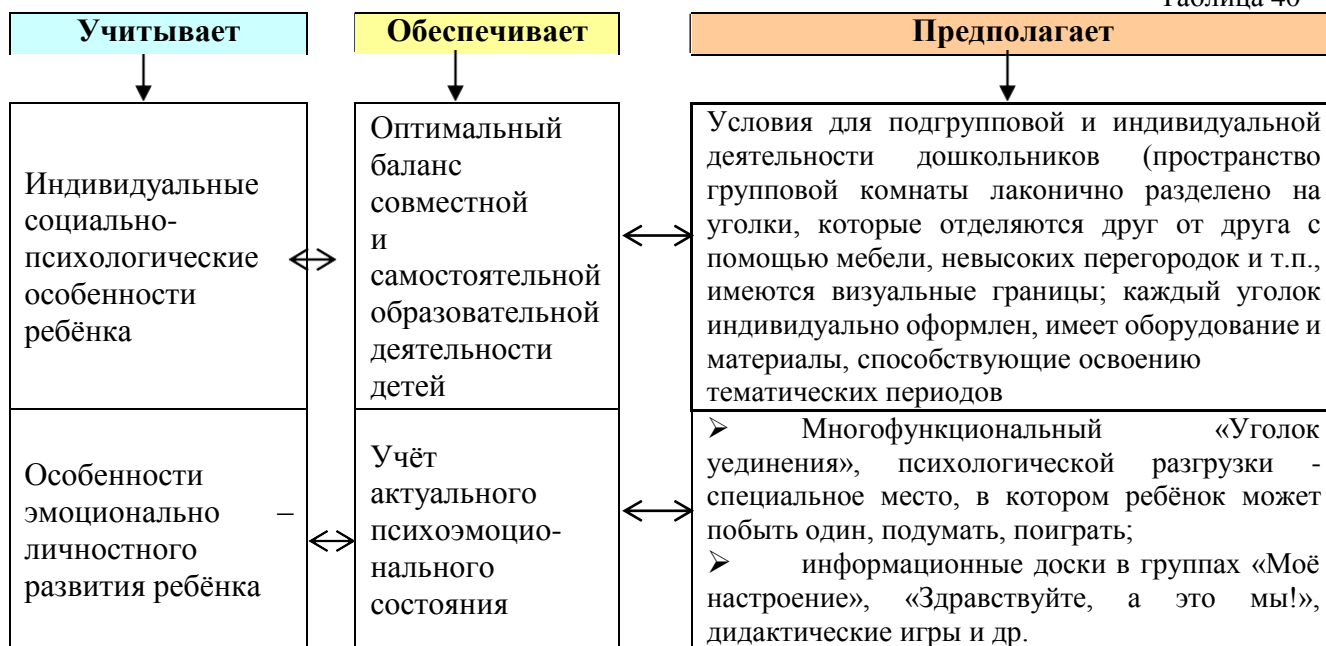 Таблица 40
Учитывает
Обеспечивает
Предполагает
Индивидуальные
социально-
психологические
особенности
ребёнка
Оптимальный
баланс
совместной
и
самостоятельной
образовательной
деятельности
детей
Условия для подгрупповой и индивидуальной
деятельности дошкольников (пространство
групповой комнаты лаконично разделено на
уголки, которые отделяются друг от друга с
помощью мебели, невысоких перегородок и т.п.,
имеются визуальные границы; каждый уголок
индивидуально оформлен, имеет оборудование и
материалы, способствующие освоению
тематических периодов
Особенности
эмоционально –
личностного
развития ребёнка
Учёт
актуального
психоэмоцио-
нального
состояния
➢ Многофункциональный «Уголок
уединения», психологической разгрузки -
специальное место, в котором ребёнок может
побыть один, подумать, поиграть;
➢ информационные доски в группах «Моё
настроение», «Здравствуйте, а это мы!»,
дидактические игры и др.